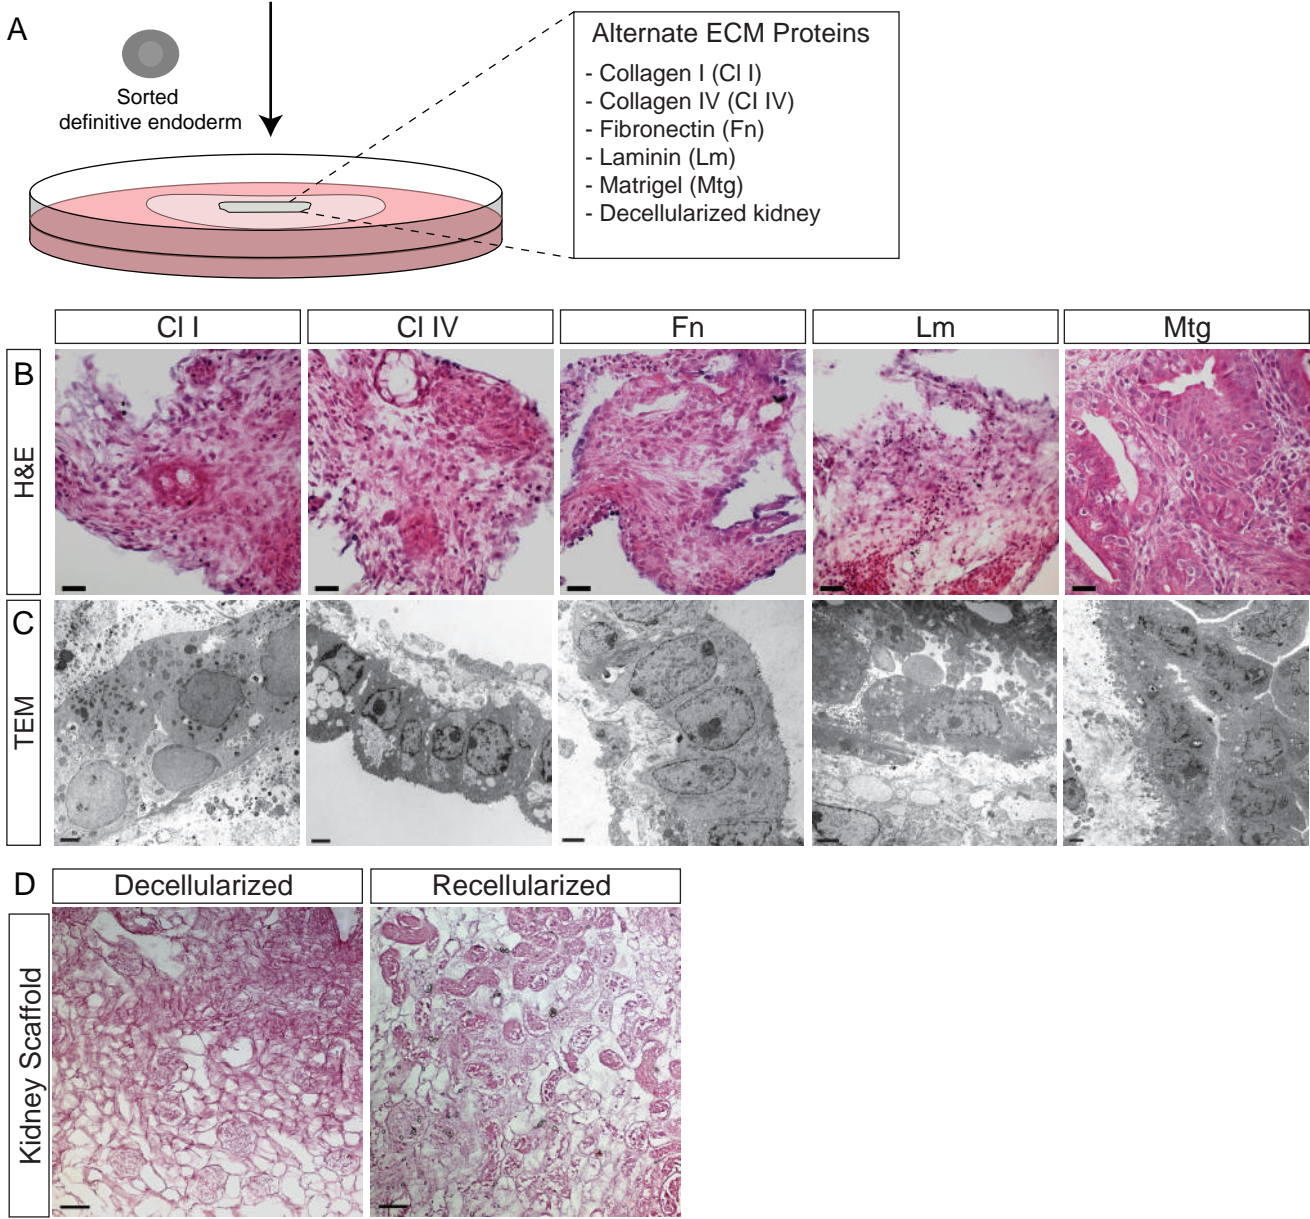 A
Sorted
definitive endoderm
Alternate ECM Proteins
- Collagen I (Cl I)
- Collagen IV (Cl IV)
- Fibronectin (Fn)
- Laminin (Lm)
- Matrigel (Mtg)
- Decellularized kidney
Cl I
Cl IV
Fn
Lm
Mtg
B
H&E
C
TEM
D
Decellularized
Recellularized
Kidney Scaffold